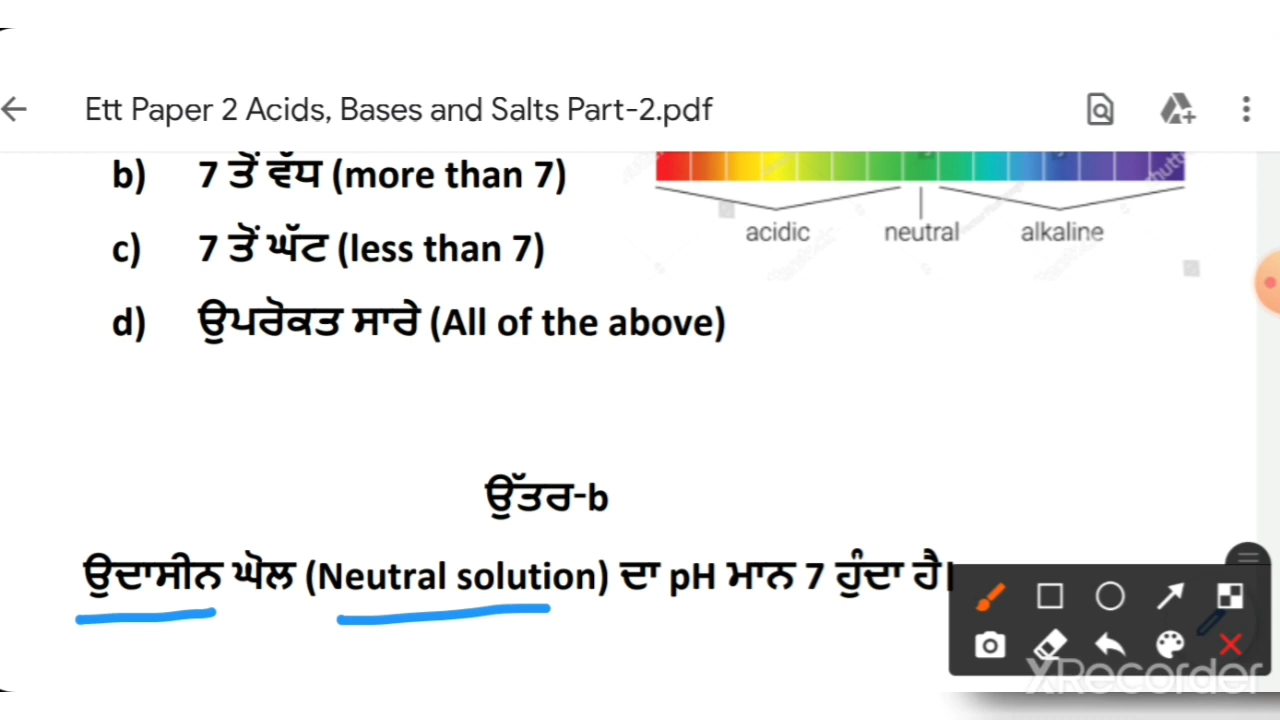 Ett Paper 2 Acids, Bases and Salts Part-2.pdf
b) 7 ਤੋਂ ਵੱਧ (more than 7)
c) 7 ਤੋਂ ਘੱਟ (less than 7)
d) ਉਪਰੋਕਤ ਸਾਰੇ (All of the above)
acidic neutral alkaline
ਉੱਤਰ-b
ਉਦਾਸੀਨ ਘੋਲ (Neutral solution) ਦਾ pH ਮਾਨ 7 ਹੁੰਦਾ ਹੈ।
XRecorder